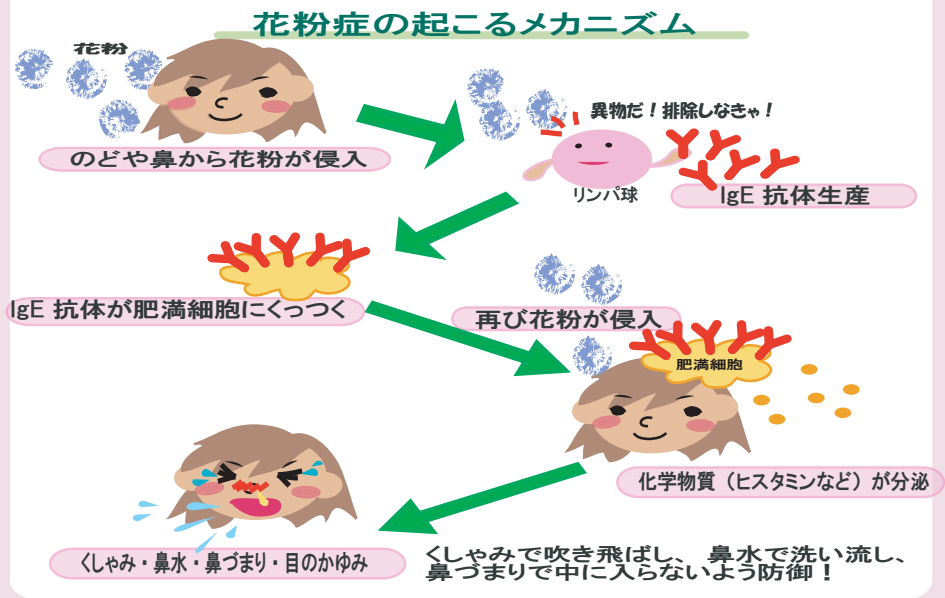 花粉症の起こるメカニズム
花粉
のどや鼻から花粉が侵入
異物だ！排除しなきゃ！
リンパ球
IgE 抗体生産
IgE 抗体が肥満細胞にくっつく
再び花粉が侵入
肥満細胞
化学物質（ヒスタミンなど）が分泌
くしゃみ・鼻水・鼻づまり・目のかゆみ
くしゃみで吹き飛ばし、鼻水で洗い流し、
鼻づまりで中に入らないよう防御！